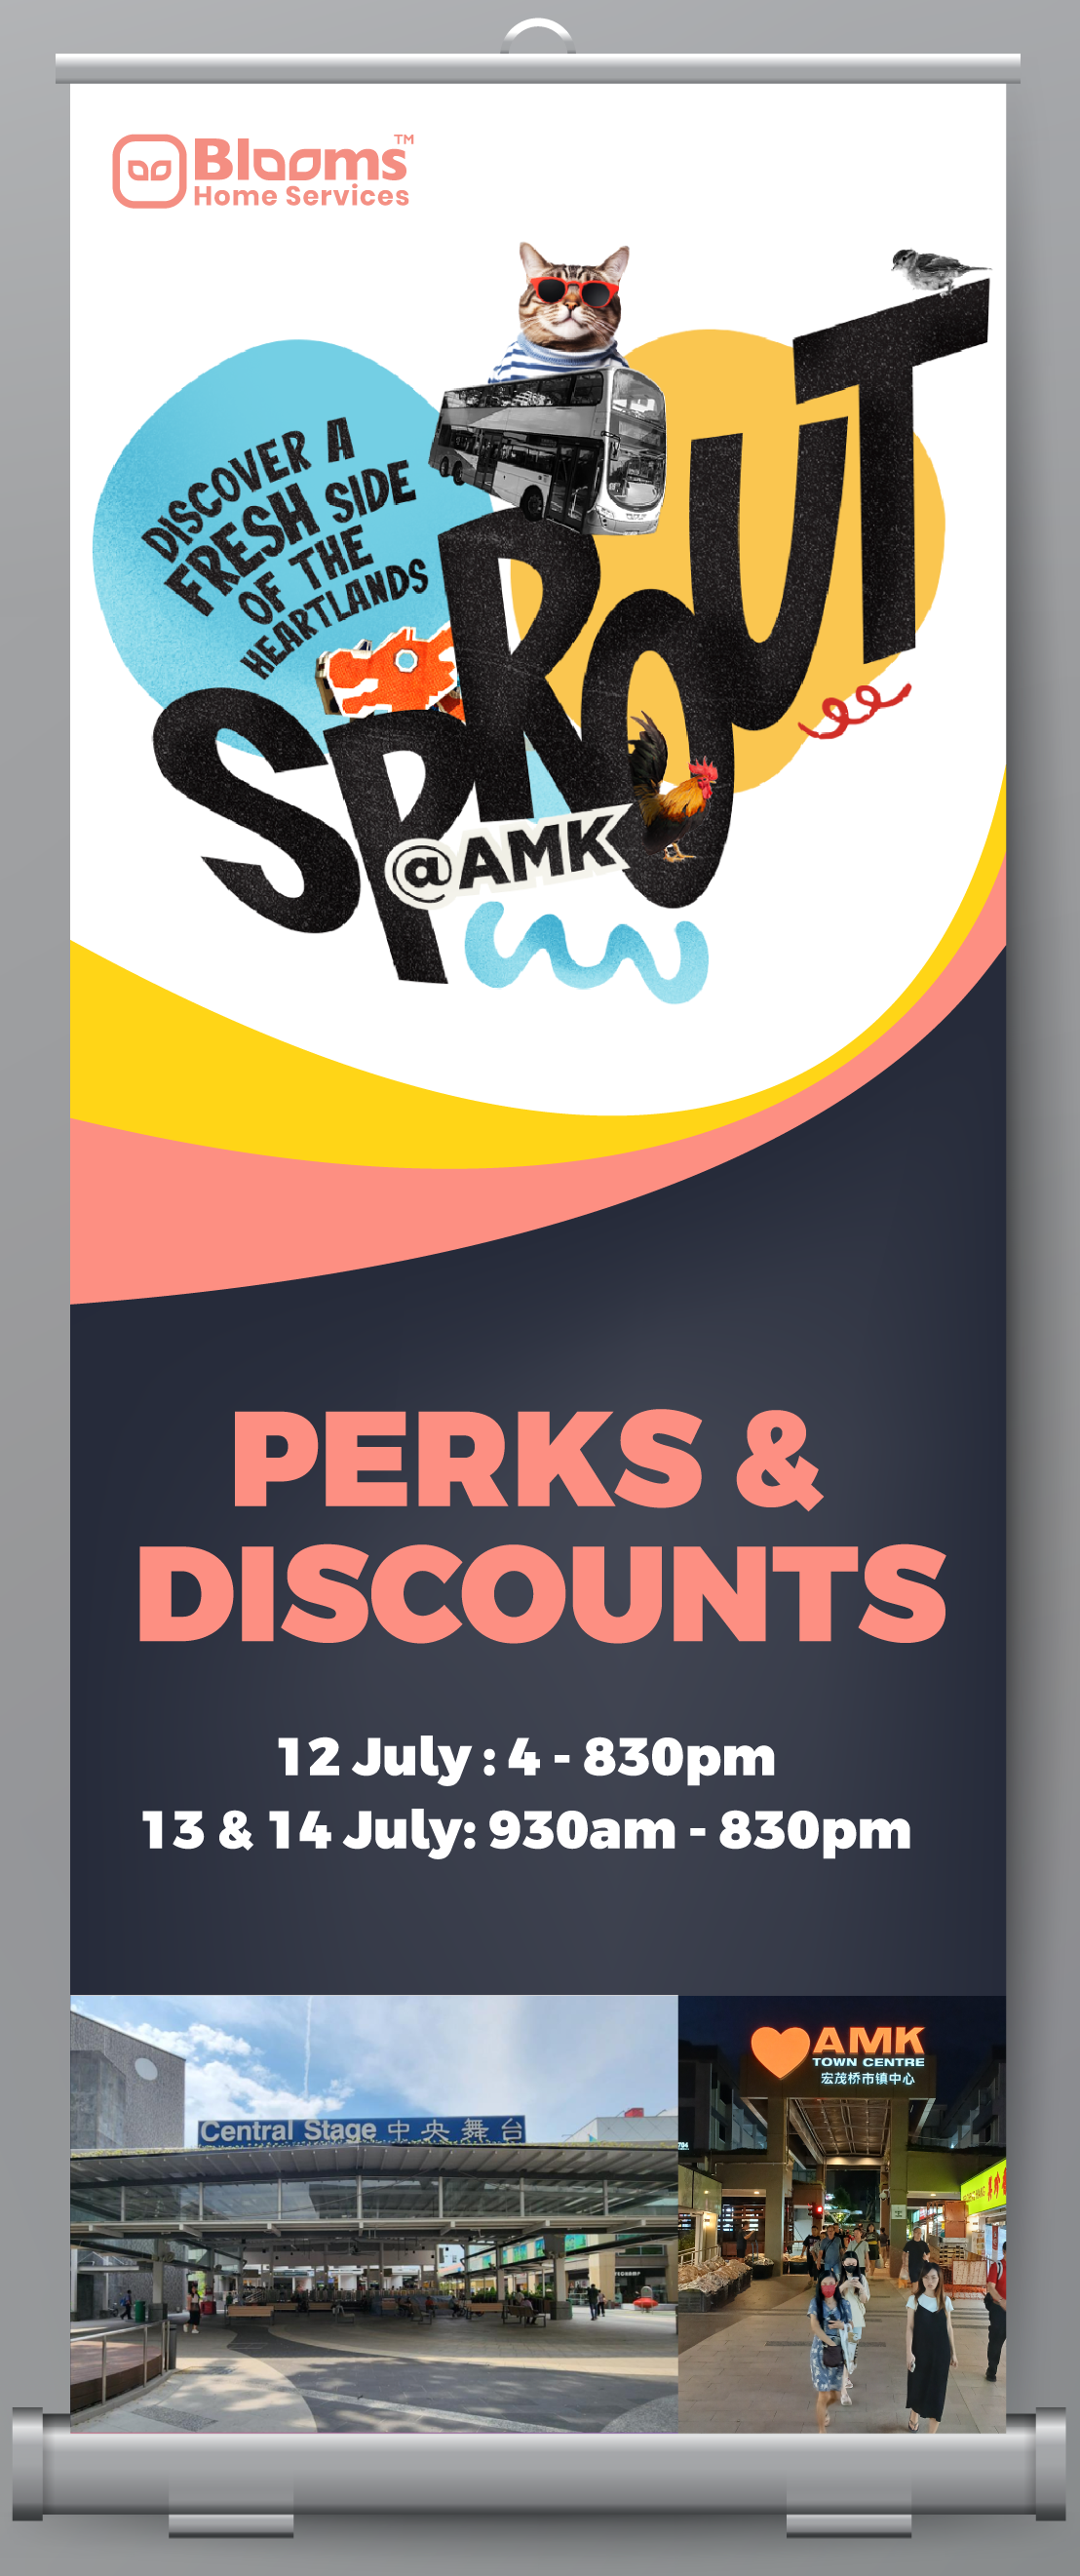 Blooms™
Home Services
DISCOVER A
FRESH SIDE
OF THE
HEARTLANDS
SPROUT
@AMK
PERKS &
DISCOUNTS
12 July : 4 - 830pm
13 & 14 July: 930am - 830pm
Central Stage 中央舞台
AMK
TOWN CENTRE
宏茂桥市镇中心